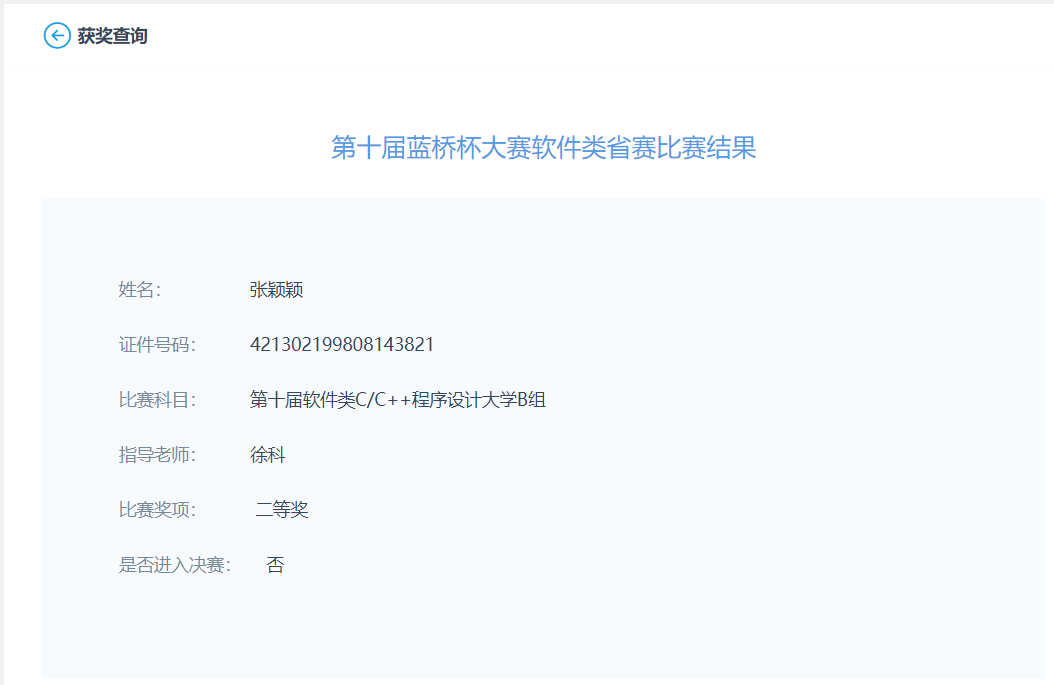 获奖查询
第十届蓝桥杯大赛软件类省赛比赛结果
姓名： 张颖颖
证件号码： 421302199808143821
比赛科目： 第十届软件类C/C++程序设计大学B组
指导老师： 徐科
比赛奖项： 二等奖
是否进入决赛： 否